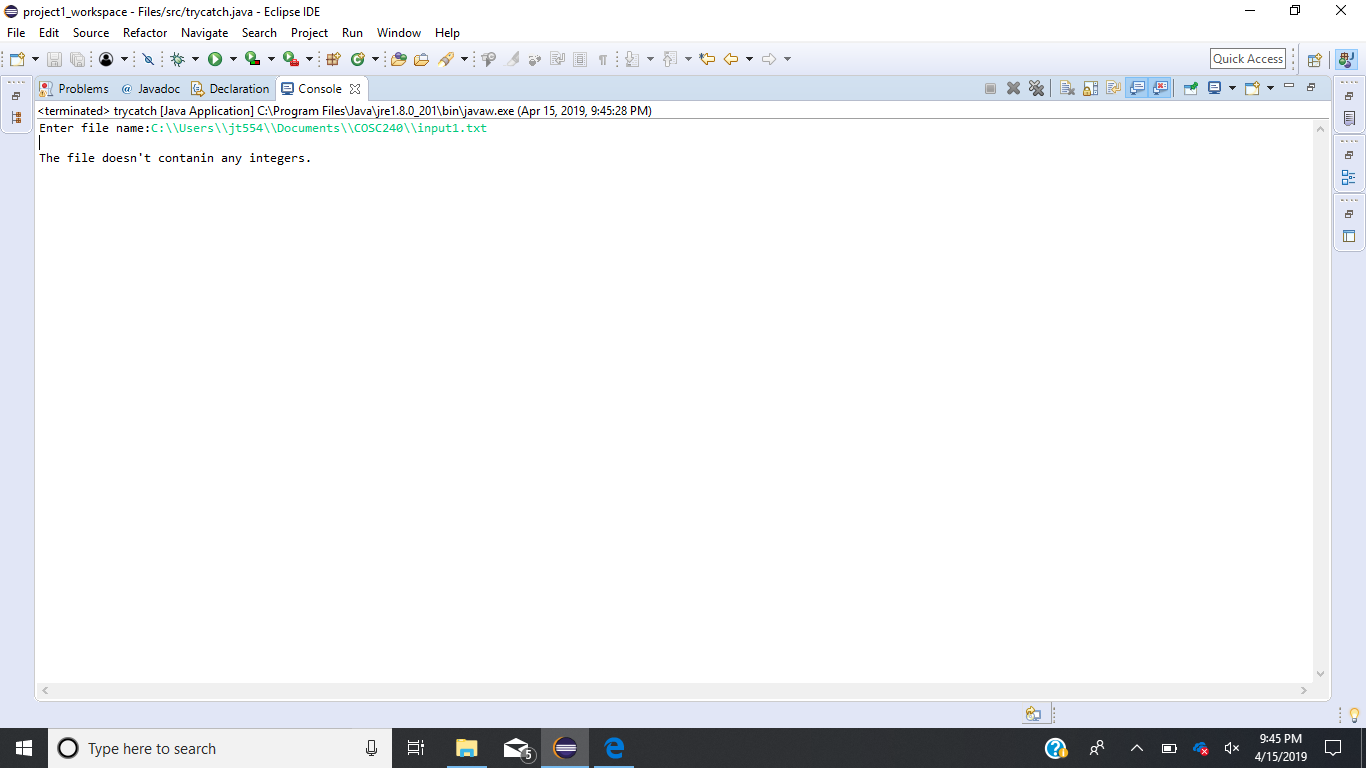 project1_workspace - Files/src/trycatch.java - Eclipse IDE
File Edit Source Refactor Navigate Search Project Run Window Help
Quick Access
Problems @ Javadoc Declaration Console
<terminated> trycatch [Java Application] C:\Program Files\Java\jre1.8.0_201\bin\javaw.exe (Apr 15, 2019, 9:45:28 PM)
Enter file name:C:\\Users\\jt554\\Documents\\COSC240\\input1.txt
The file doesn't contanin any integers.
Type here to search
5
9:45 PM
4/15/2019